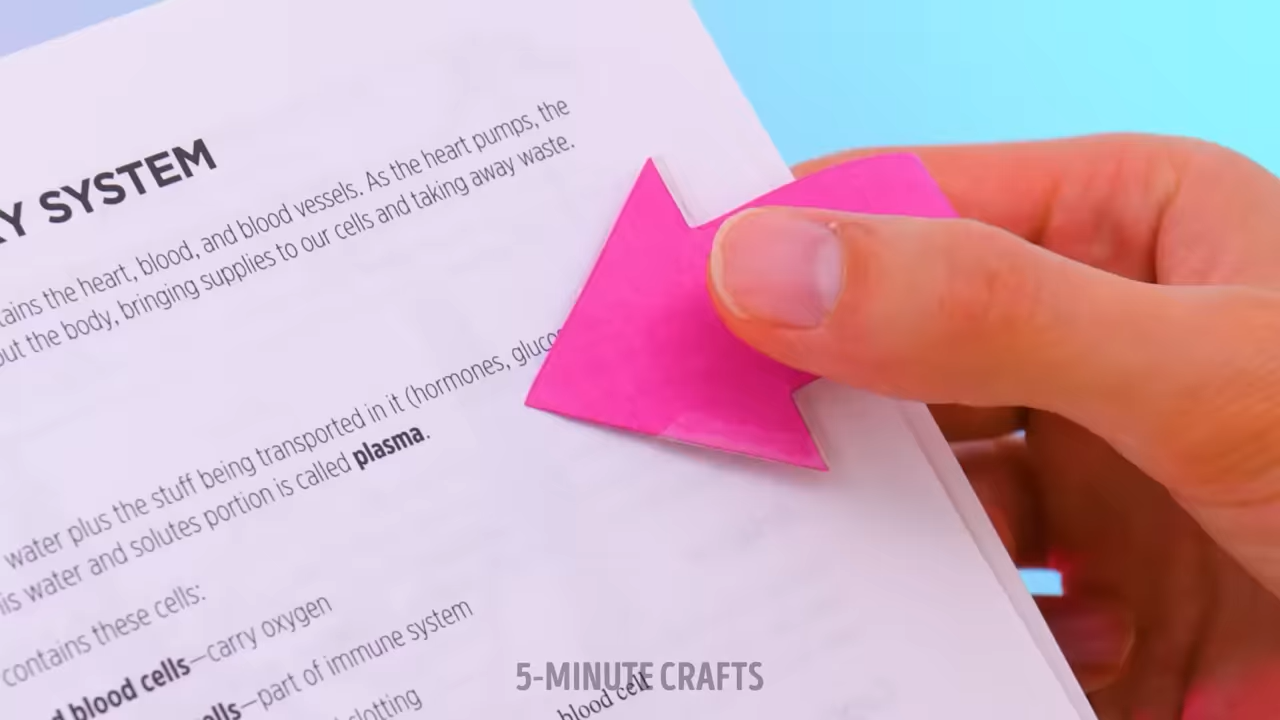 Y SYSTEM
tains the heart, blood, and blood vessels. As the heart pumps, the
out the body, bringing supplies to our cells and taking away waste.
water plus the stuff being transported in it (hormones, gluco
is water and solutes portion is called plasma.
contains these cells:
d blood cells—carry oxygen
lls—part of immune system
clotting
blood cell
5-MINUTE CRAFTS